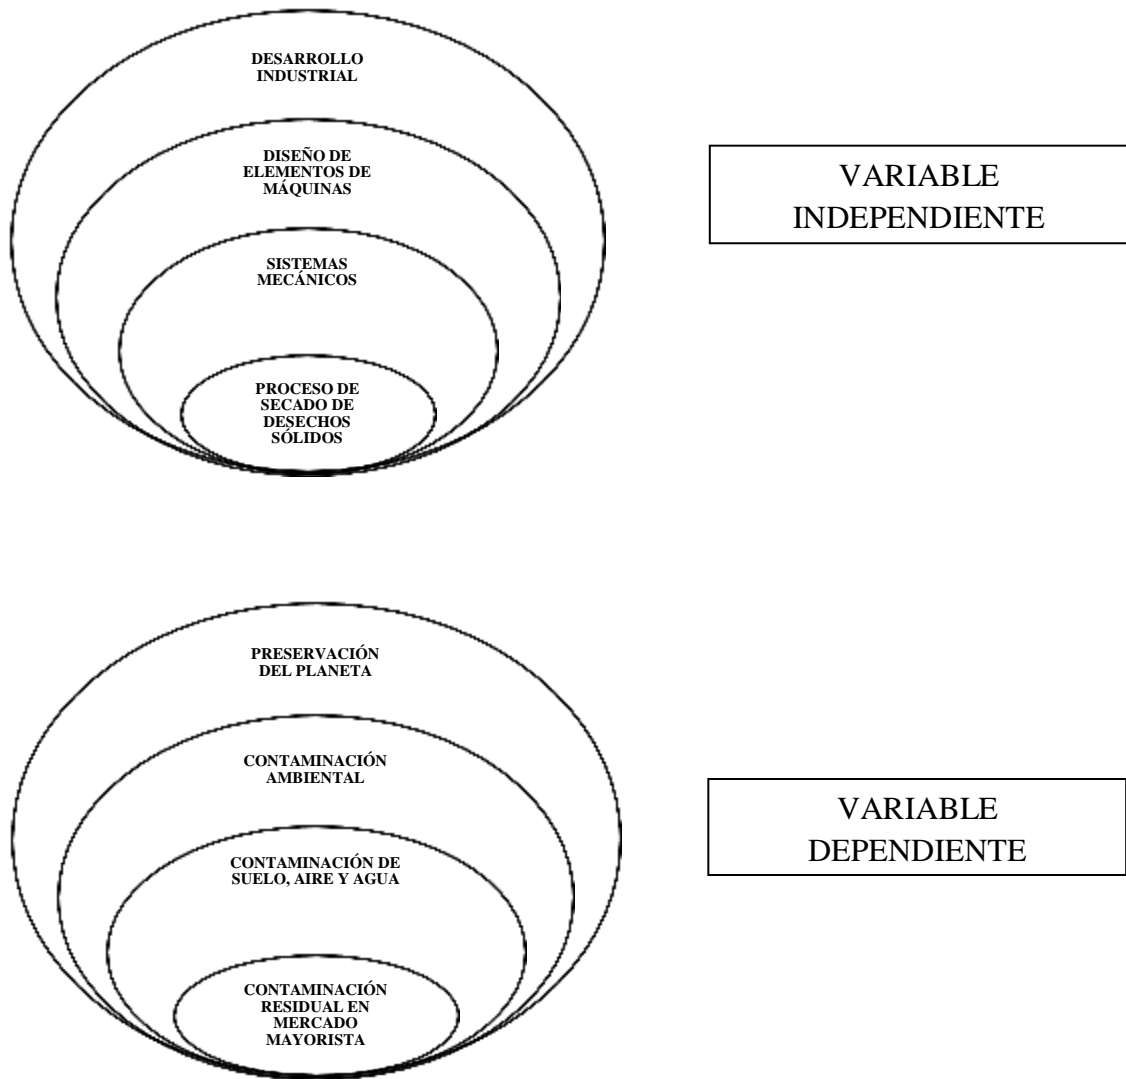 DESARROLLO
INDUSTRIAL
DISEÑO DE
ELEMENTOS DE
MÁQUINAS
SISTEMAS
MECÁNICOS
PROCESO DE
SECADO DE
DESECHOS
SÓLIDOS
VARIABLE
INDEPENDIENTE
PRESERVACIÓN
DEL PLANETA
CONTAMINACIÓN
AMBIENTAL
CONTAMINACIÓN DE
SUELO, AIRE Y AGUA
CONTAMINACIÓN
RESIDUAL EN
MERCADO
MAYORISTA
VARIABLE
DEPENDIENTE